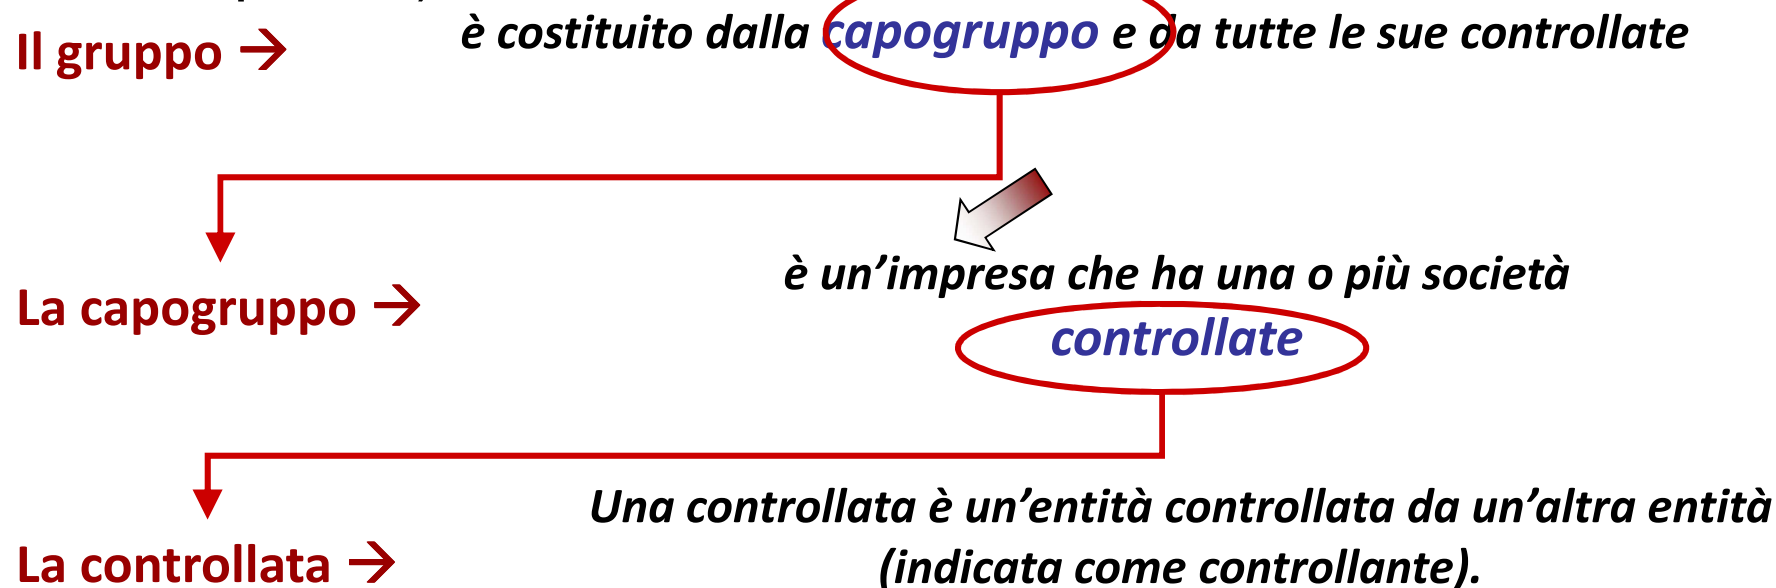 Il gruppo → è costituito dalla capogruppo e da tutte le sue controllate
è un’impresa che ha una o più società
La capogruppo →
controllate
Una controllata è un’entità controllata da un’altra entità
La controllata → (indicata come controllante).